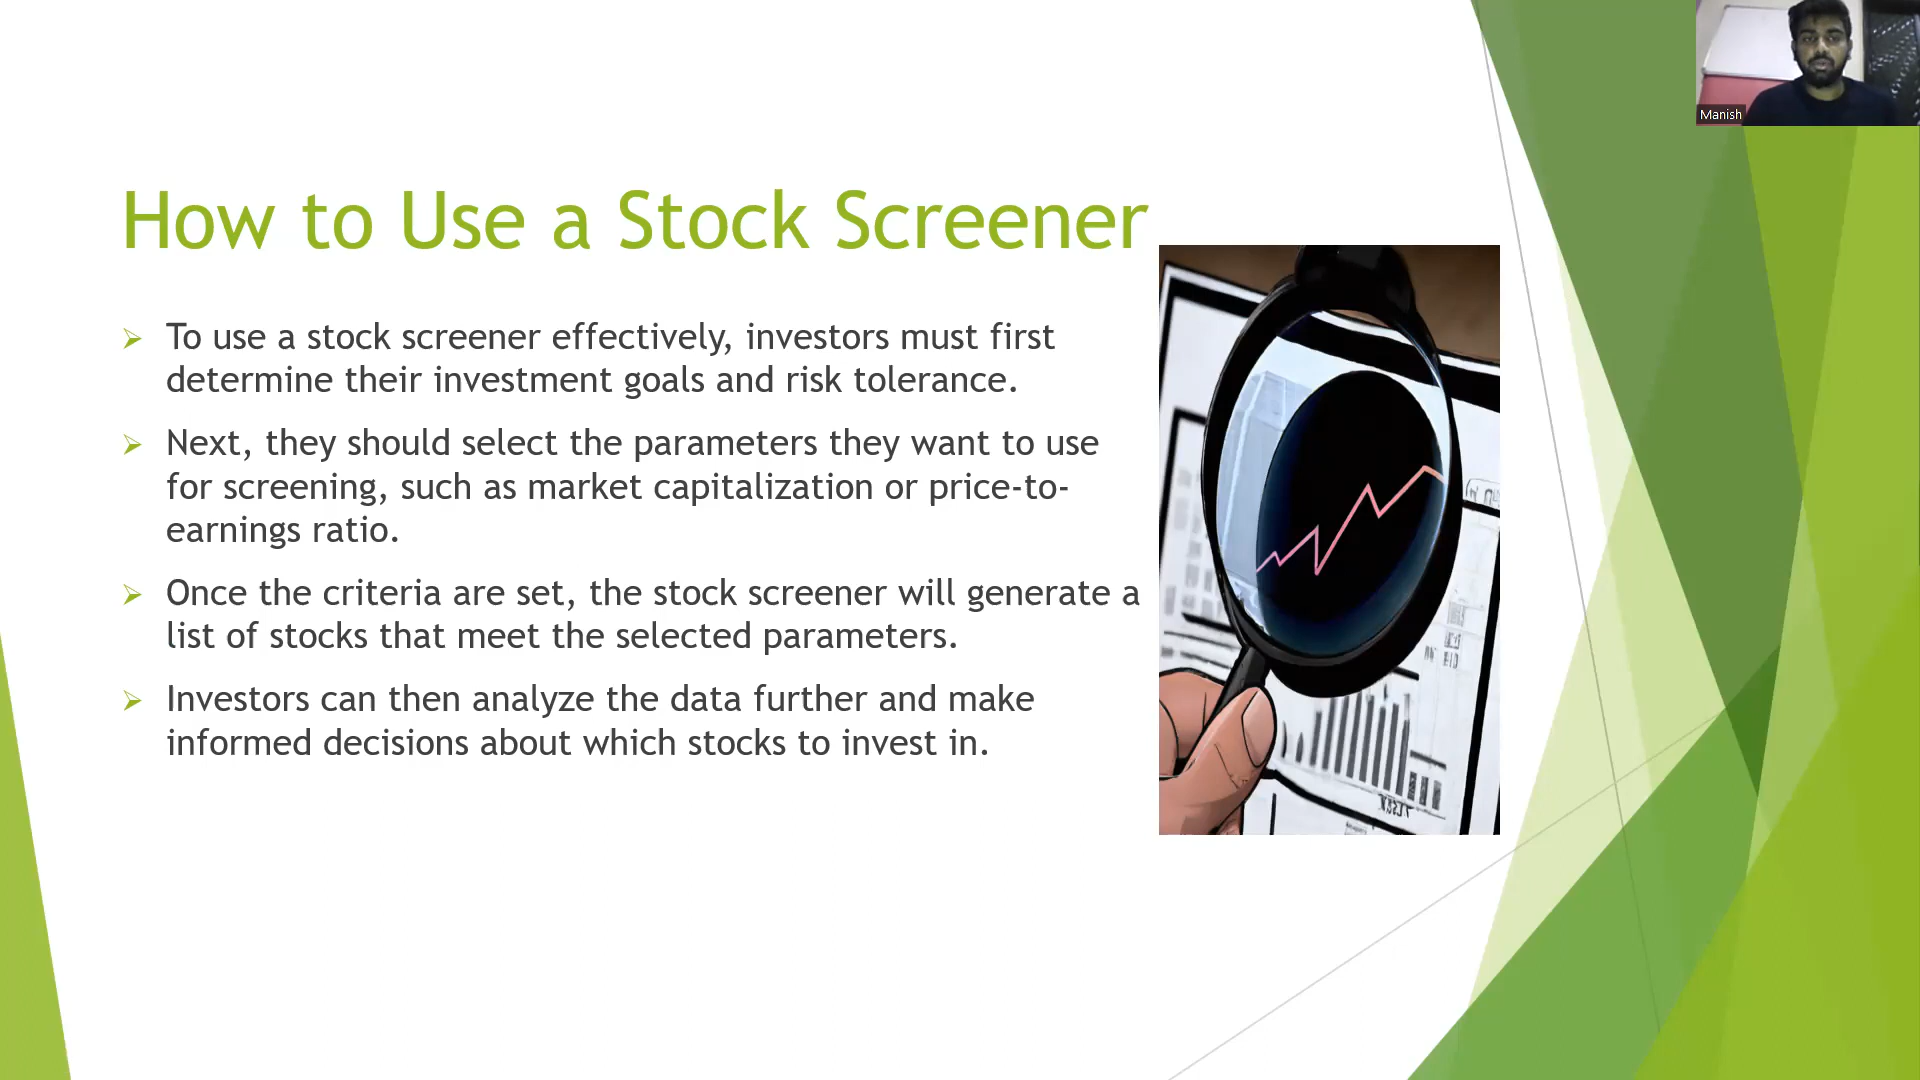 Manish
How to Use a Stock Screener
To use a stock screener effectively, investors must first
determine their investment goals and risk tolerance.
Next, they should select the parameters they want to use
for screening, such as market capitalization or price-to-
earnings ratio.
Once the criteria are set, the stock screener will generate a
list of stocks that meet the selected parameters.
Investors can then analyze the data further and make
informed decisions about which stocks to invest in.